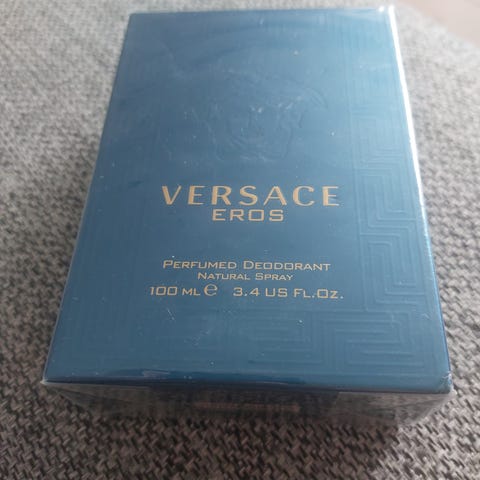 VERSACE
EROS
PERFUMED DEODORANT
NATURAL SPRAY
100 ML ℮ 3.4 US FL.OZ.